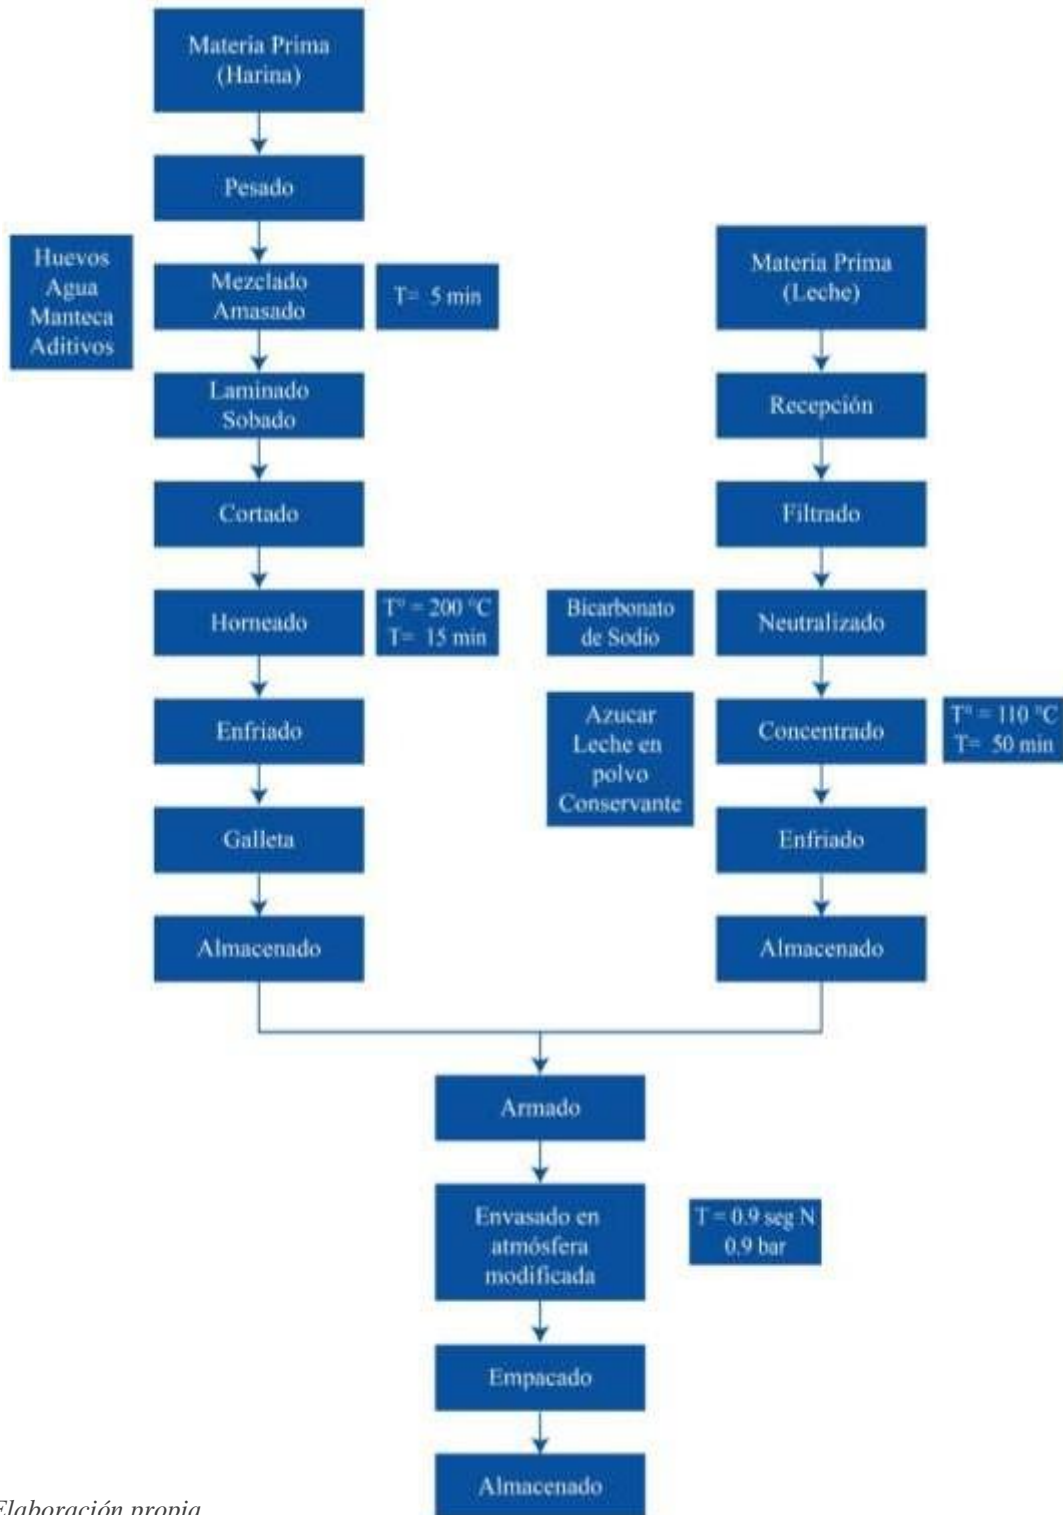 Materia Prima
(Harina)
Pesado
Huevos
Agua
Manteca
Aditivos
Mezclado
Amasado
T= 5 min
Laminado
Sobado
Cortado
Horneado
Tº = 200 °C
T= 15 min
Enfriado
Galleta
Almacenado
Materia Prima
(Leche)
Recepción
Filtrado
Bicarbonato
de Sodio
Neutralizado
Azucar
Leche en
polvo
Conservante
Concentrado
Tº = 110 °C
T= 50 min
Enfriado
Almacenado
Armado
Envasado en
atmósfera
modificada
T = 0.9 seg N
0.9 bar
Empacado
Almacenado
Elaboración propia